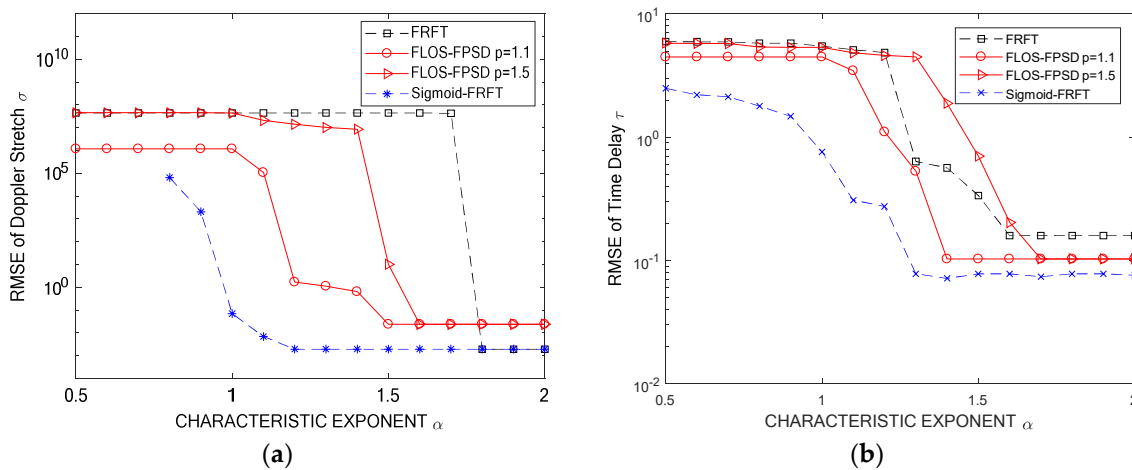 FRFT
FLOS-FPSD p=1.1
FLOS-FPSD p=1.5
Sigmoid-FRFT
10^10
10^5
10^0
RMSE of Doppler Stretch σ
0.5 1 1.5 2
CHARACTERISTIC EXPONENT α
(a)
FRFT
FLOS-FPSD p=1.1
FLOS-FPSD p=1.5
Sigmoid-FRFT
10^1
10^0
10^-1
10^-2
RMSE of Time Delay τ
0.5 1 1.5 2
CHARACTERISTIC EXPONENT α
(b)